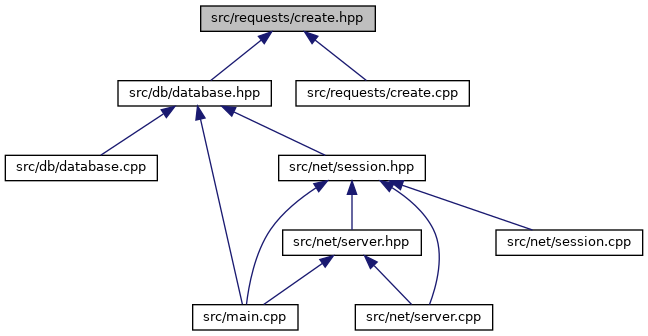 src/requests/create.hpp
src/db/database.hpp
src/requests/create.cpp
src/db/database.cpp
src/net/session.hpp
src/net/server.hpp
src/net/session.cpp
src/main.cpp
src/net/server.cpp